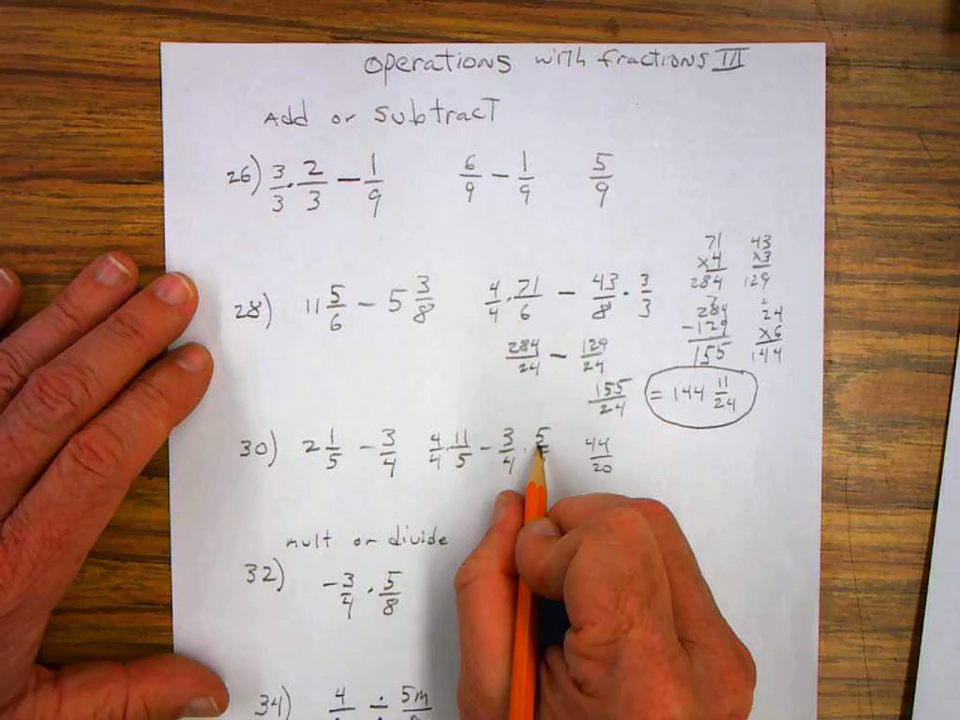 Operations with fractions III
Add or subtract
26) 3/3 · 2/3 − 1/9 6/9 − 1/9 5/9
71 43
×4 ×3
284 129
28) 11 5/6 − 5 3/8 4/4 · 71/6 − 43/8 · 3/3
3 2
284 24
−129 ×6
155 144
284/24 − 129/24
155/24 = 144 11/24
30) 2 1/5 − 3/4 4/4 · 11/5 − 3/4 · 5 44/20
mult or divide
32) −3/4 · 5/8
34) 4 ÷ 5m